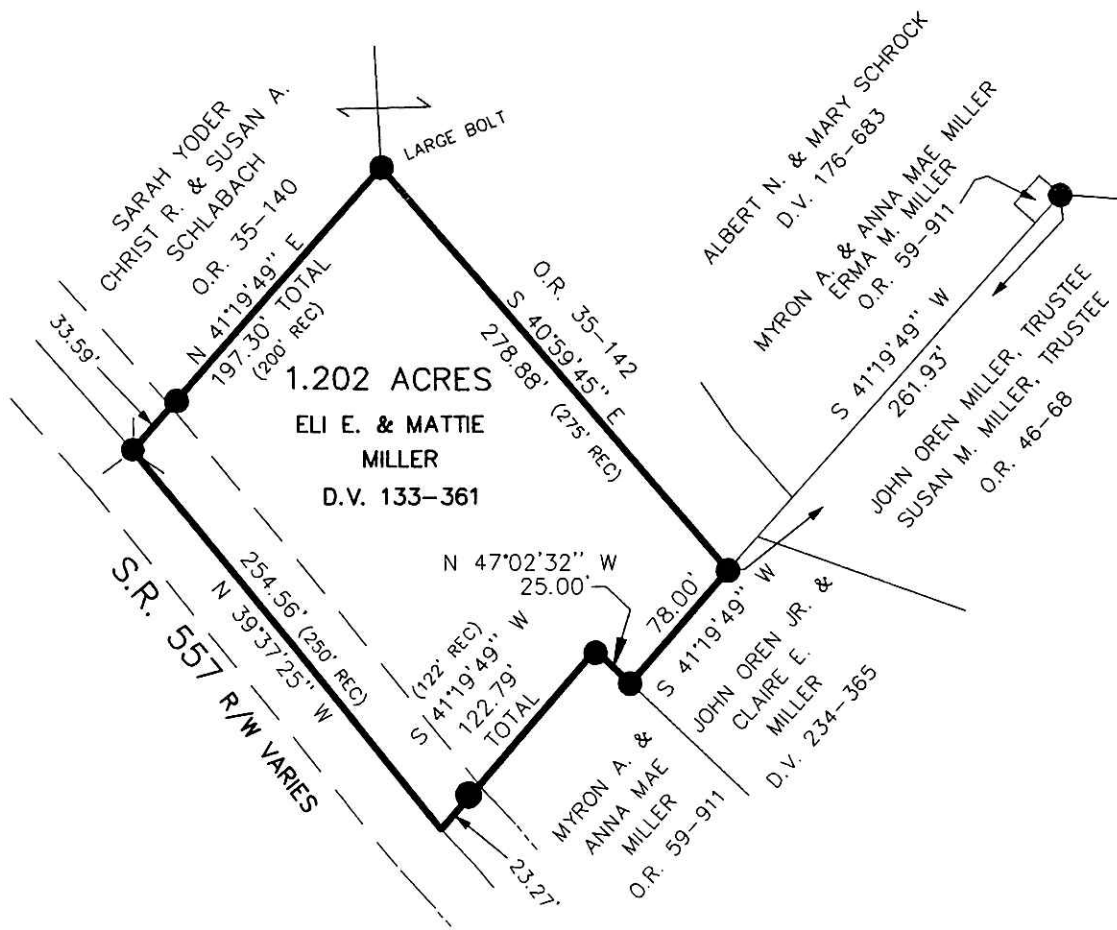 SARAH YODER
CHRIST R. & SUSAN A.
SCHLABACH
O.R. 35-140
LARGE BOLT
ALBERT N. & MARY SCHROCK
D.V. 176-683
MYRON A. & ANNA MAE MILLER
ERMA M. MILLER
O.R. 59-911
N 41°19'49'' E
197.30' TOTAL
(200' REC)
33.59'
O.R. 35-142
S 40°59'45'' E
278.88' (275' REC)
S 41°19'49'' W
261.93'
JOHN OREN MILLER, TRUSTEE
SUSAN M. MILLER, TRUSTEE
O.R. 46-68
1.202 ACRES
ELI E. & MATTIE
MILLER
D.V. 133-361
N 47°02'32'' W
25.00'
78.00'
S 41°19'49'' W
JOHN OREN JR. &
CLAIRE E.
MILLER
D.V. 234-365
254.56' (250' REC)
N 39°37'25'' W
S.R. 557 R/W VARIES
(122' REC)
S 41°19'49'' W
122.79'
TOTAL
MYRON A. &
ANNA MAE
MILLER
O.R. 59-911
23.27'